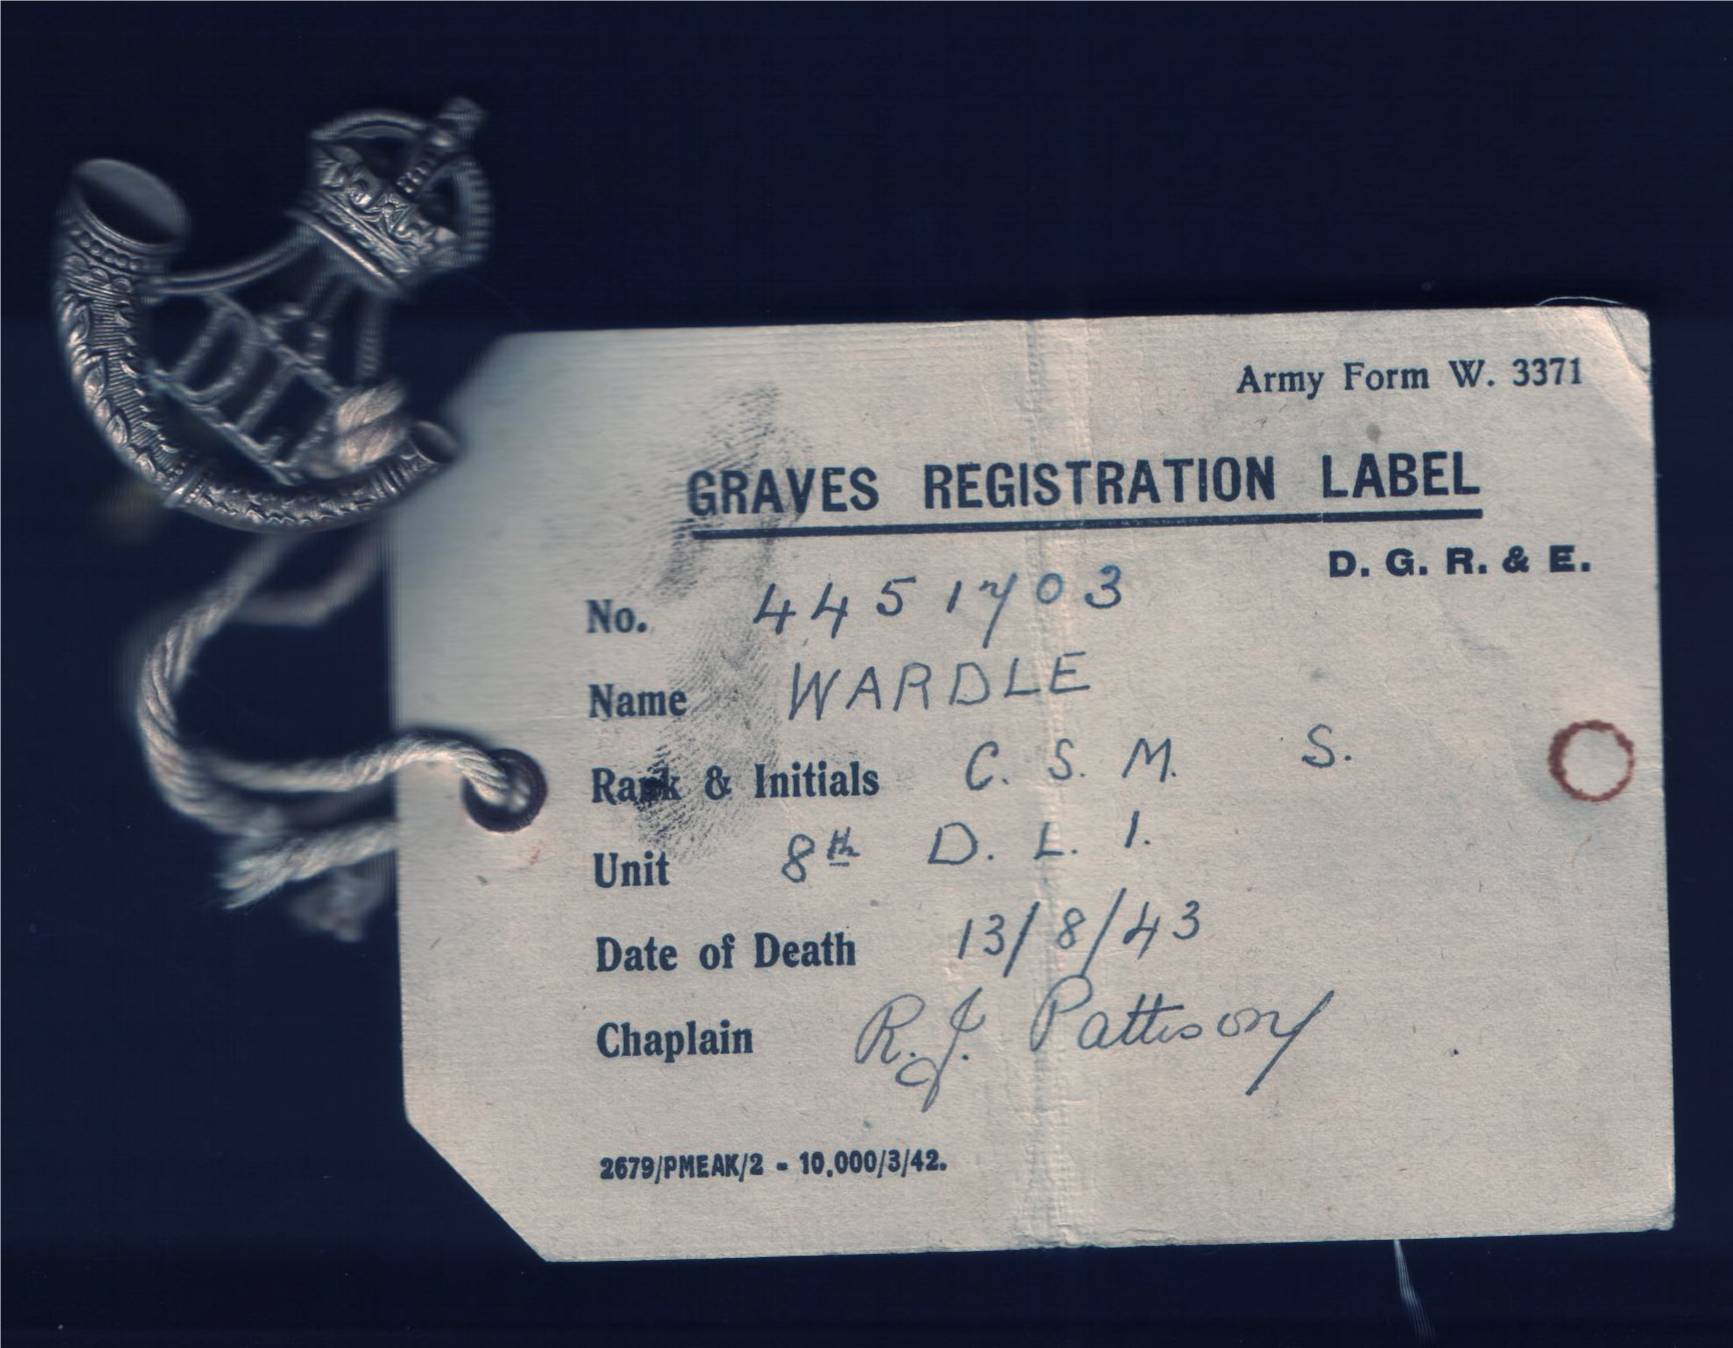 DLI
Army Form W. 3371
GRAVES REGISTRATION LABEL
D. G. R. & E.
No. 4451703
Name WARDLE
Rank & Initials C. S. M. S.
Unit 8th D. L. I.
Date of Death 13/8/43
Chaplain R. J. Pattison
2679/PMEAK/2 - 10,000/3/42.